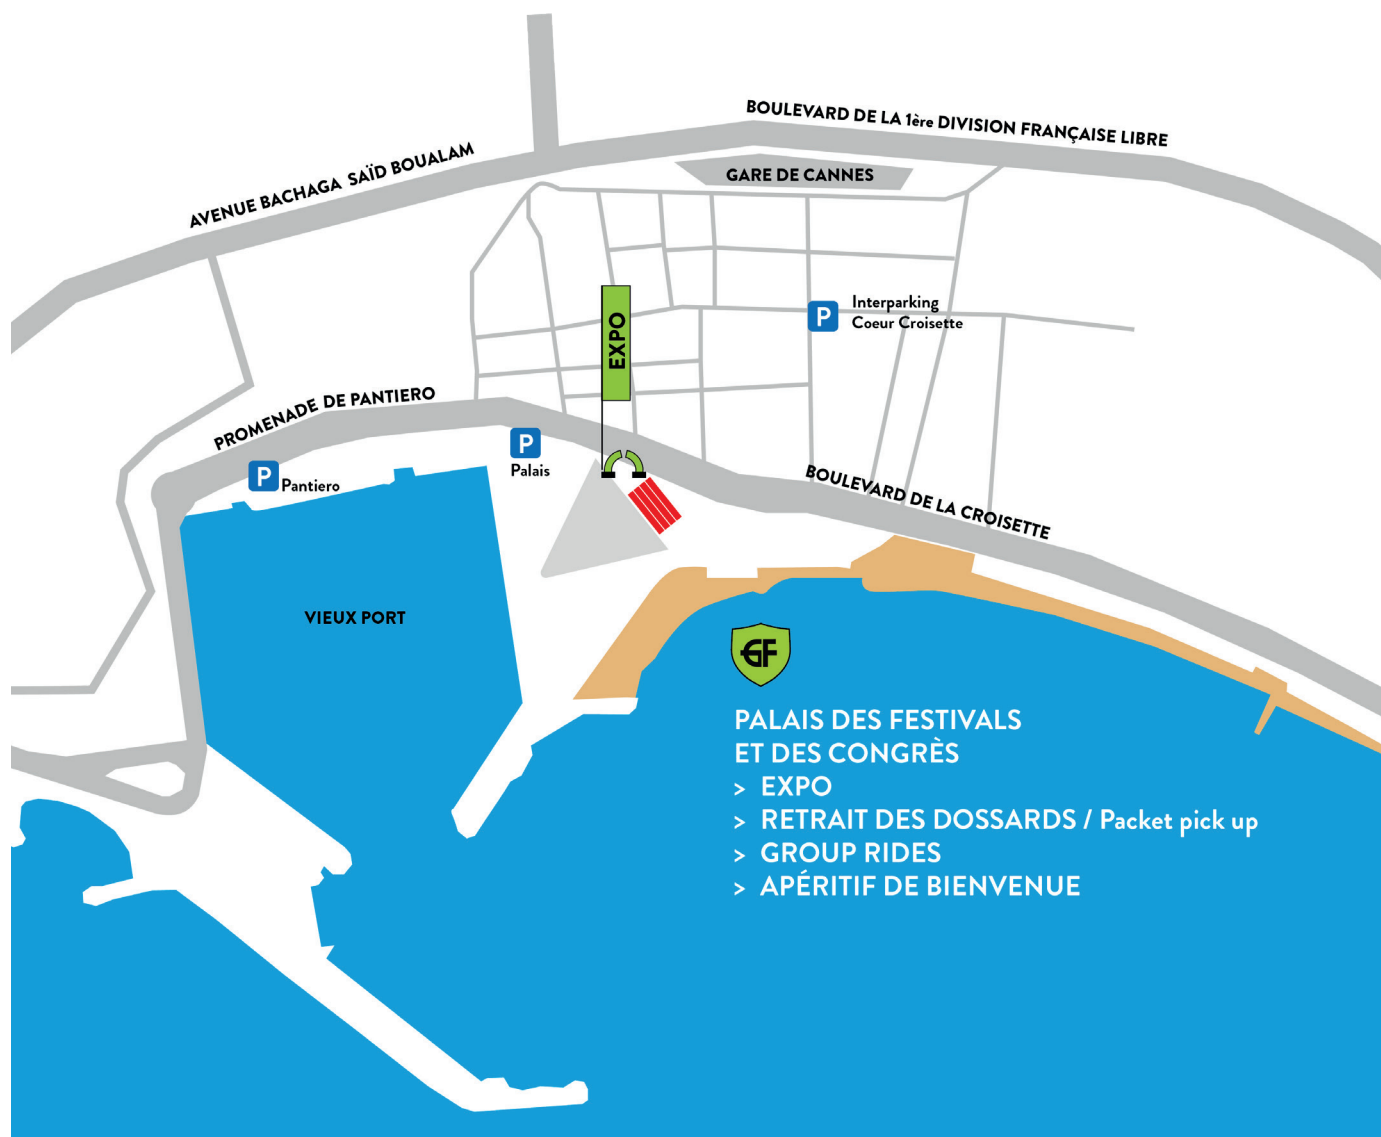 BOULEVARD DE LA 1ère DIVISION FRANÇAISE LIBRE
AVENUE BACHAGA SAÏD BOUALAM
GARE DE CANNES
Interparking
Coeur Croisette
P
EXPO
PROMENADE DE PANTIERO
P
Palais
P
Pantiero
BOULEVARD DE LA CROISETTE
VIEUX PORT
GF
PALAIS DES FESTIVALS
ET DES CONGRÈS
> EXPO
> RETRAIT DES DOSSARDS / Packet pick up
> GROUP RIDES
> APÉRITIF DE BIENVENUE